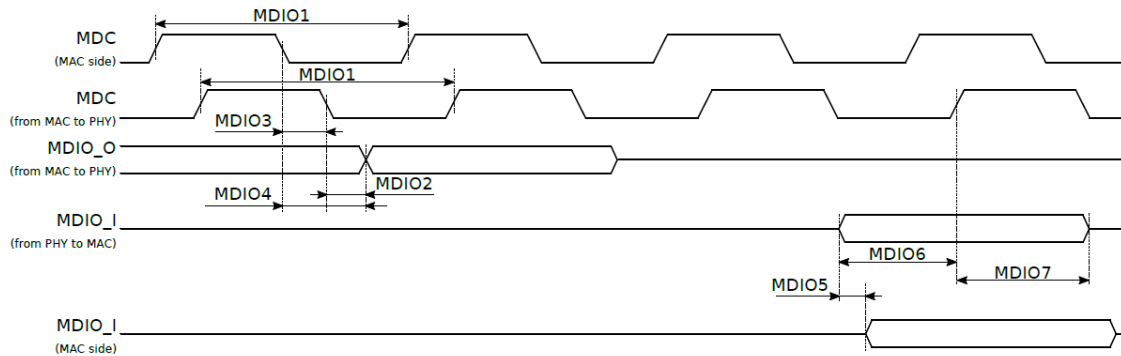 MDIO1
MDC
(MAC side)
MDIO1
MDC
(from MAC to PHY)
MDIO3
MDIO_O
(from MAC to PHY)
MDIO2
MDIO4
MDIO_I
(from PHY to MAC)
MDIO6
MDIO7
MDIO5
MDIO_I
(MAC side)